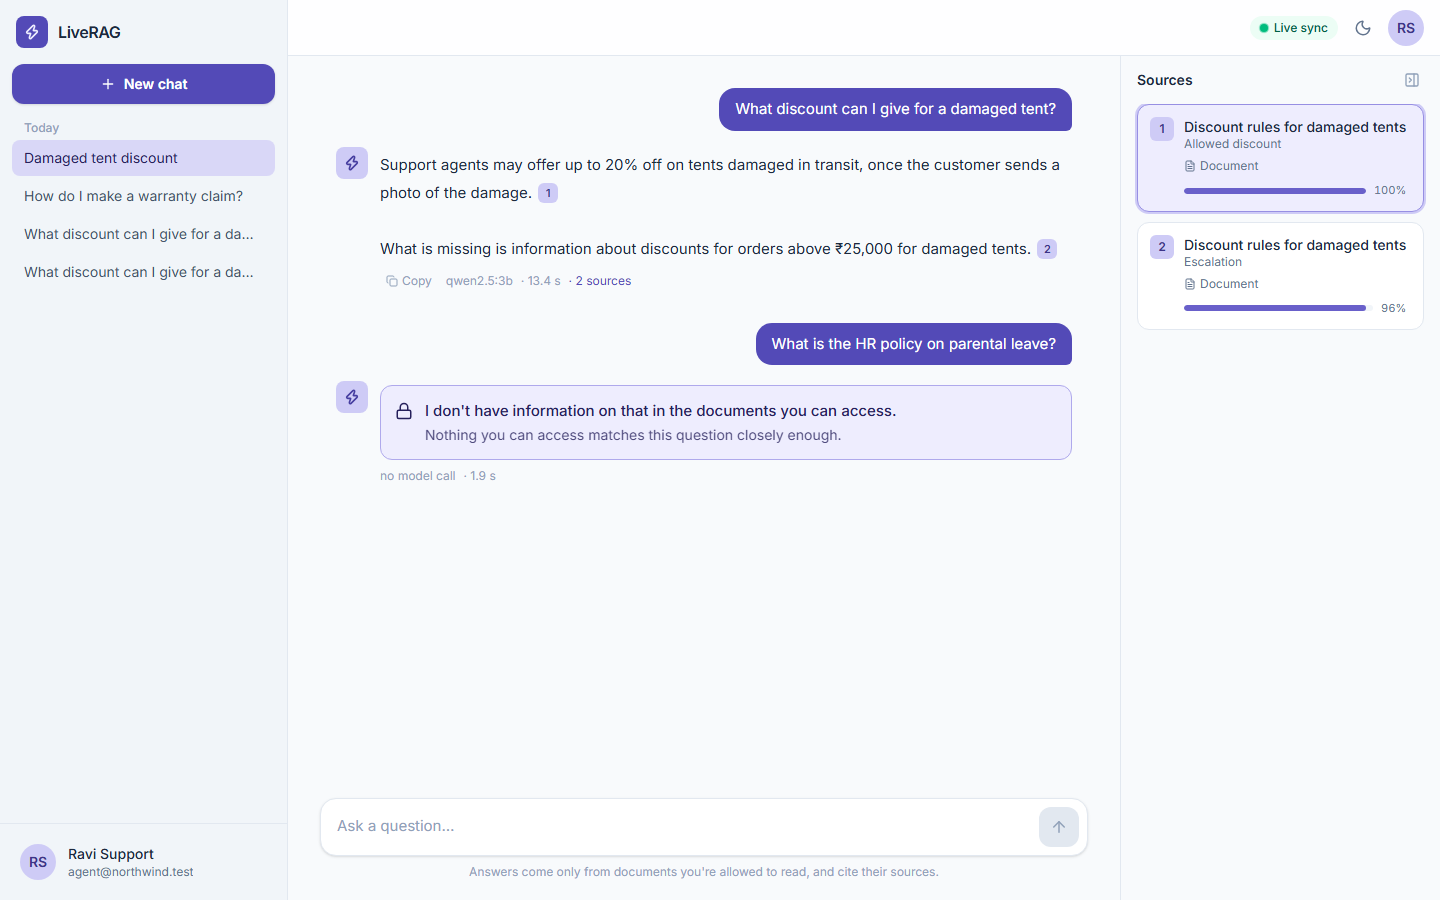 LiveRAG
New chat
Today
Damaged tent discount
How do I make a warranty claim?
What discount can I give for a da...
What discount can I give for a da...
RS
Ravi Support
agent@northwind.test
Live sync
RS
What discount can I give for a damaged tent?
Support agents may offer up to 20% off on tents damaged in transit, once the customer sends a
photo of the damage. 1
What is missing is information about discounts for orders above ₹25,000 for damaged tents. 2
Copy qwen2.5:3b · 13.4 s · 2 sources
What is the HR policy on parental leave?
I don't have information on that in the documents you can access.
Nothing you can access matches this question closely enough.
no model call · 1.9 s
Ask a question...
Answers come only from documents you're allowed to read, and cite their sources.
Sources
1 Discount rules for damaged tents
Allowed discount
Document
100%
2 Discount rules for damaged tents
Escalation
Document
96%